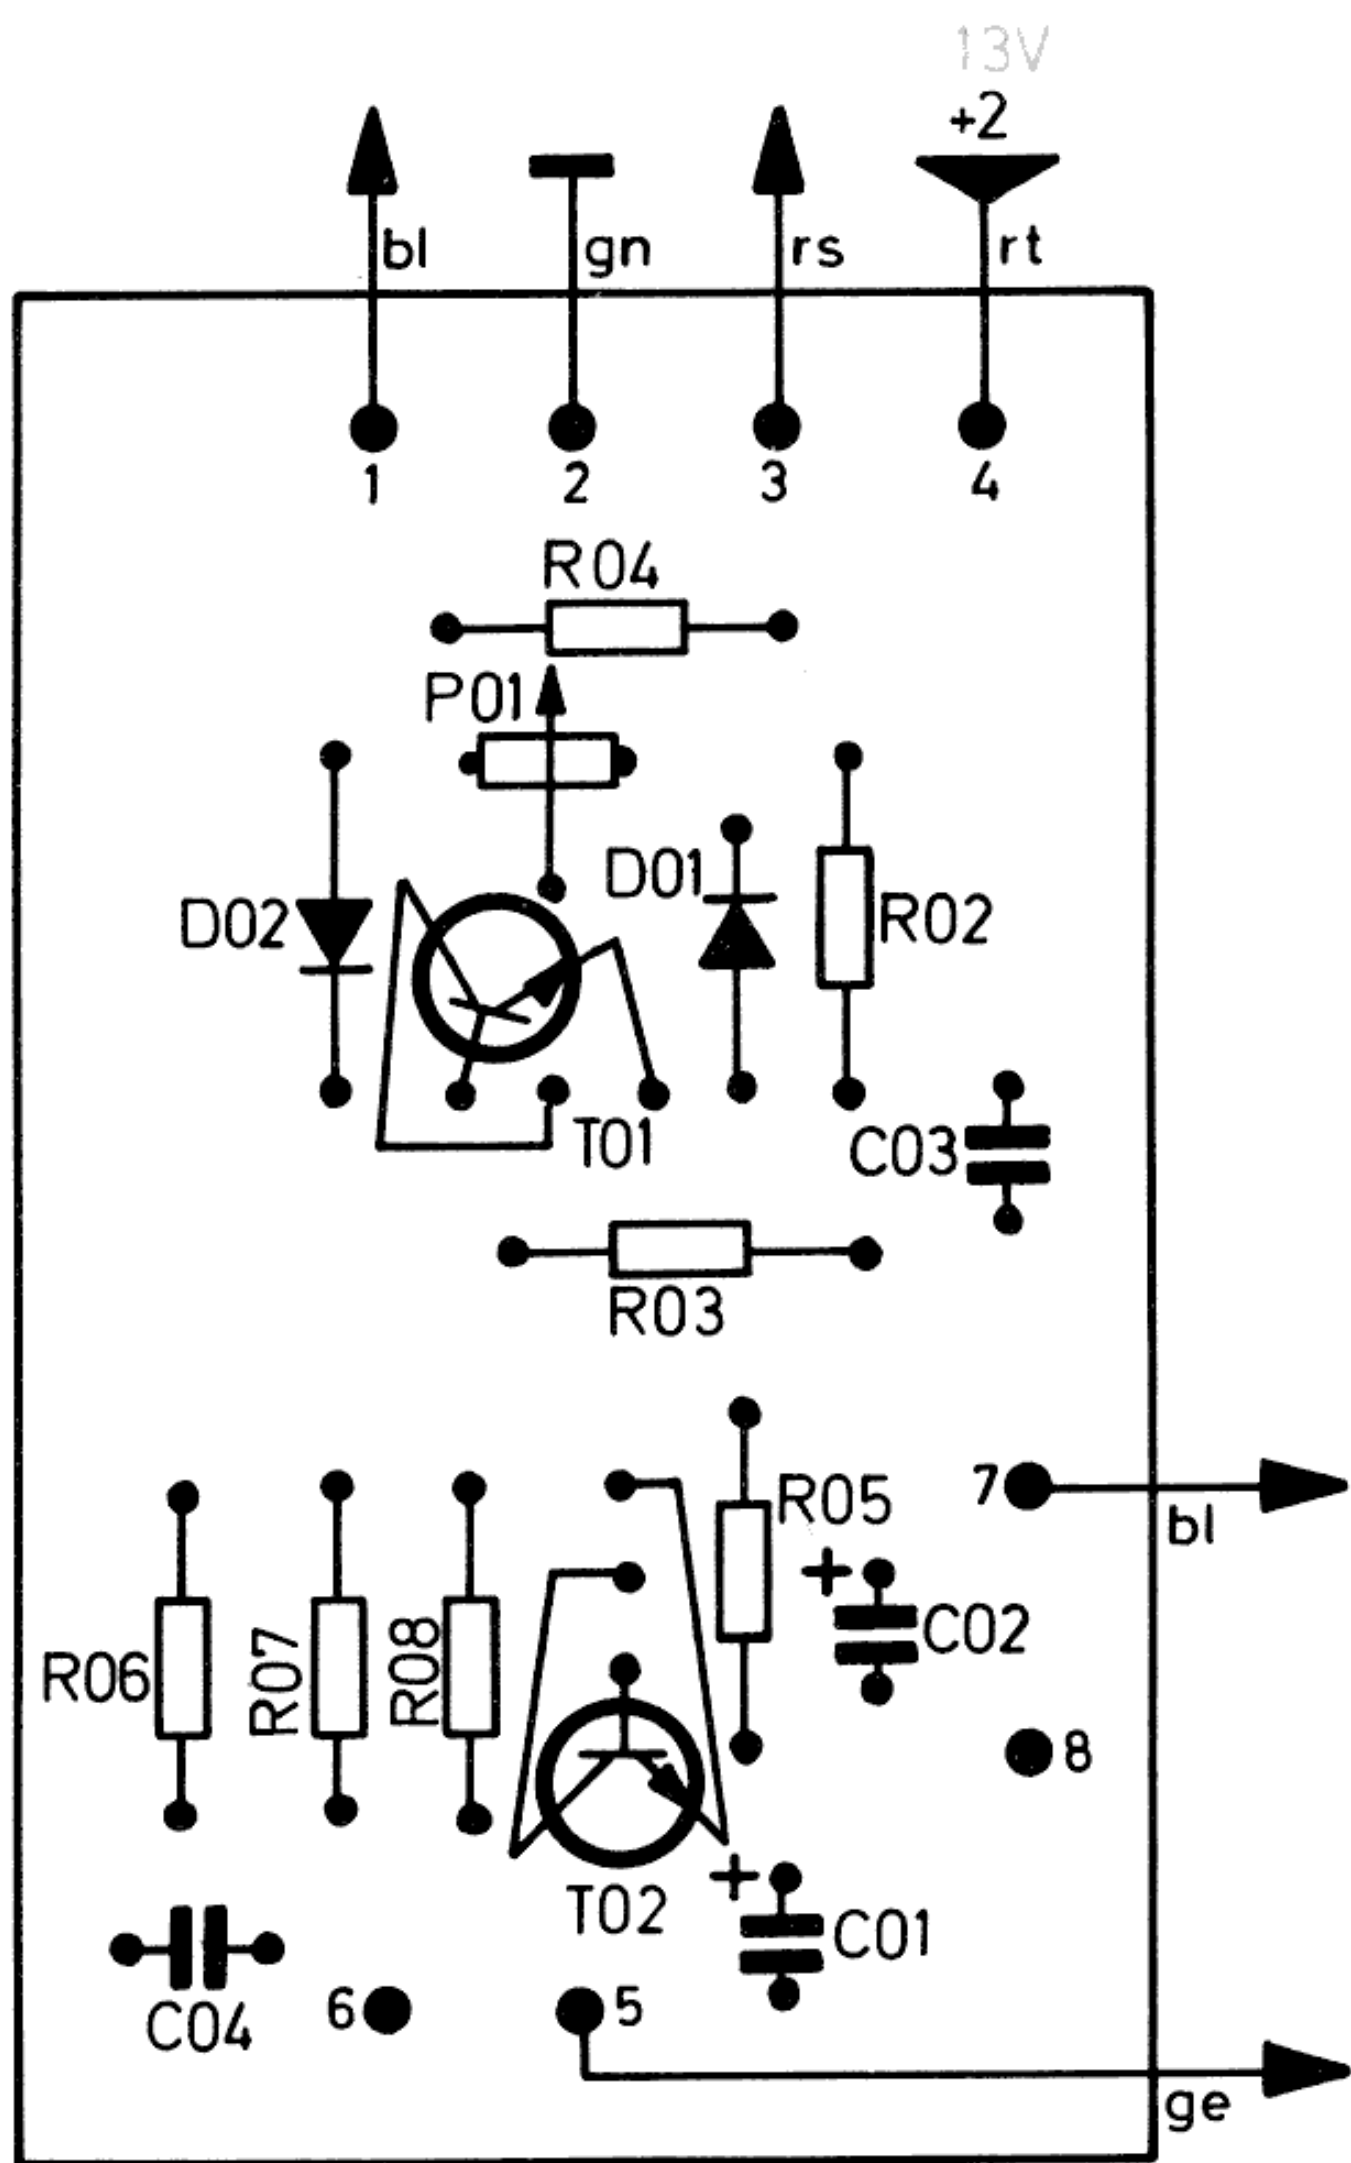 13V
+2
bl gn rs rt
1 2 3 4
R04
P01
D01
D02 R02
T01 C03
R03
7 R05
bl
+ C02
R06 R07 R08
8
+
T02 C01
6 5
C04
ge